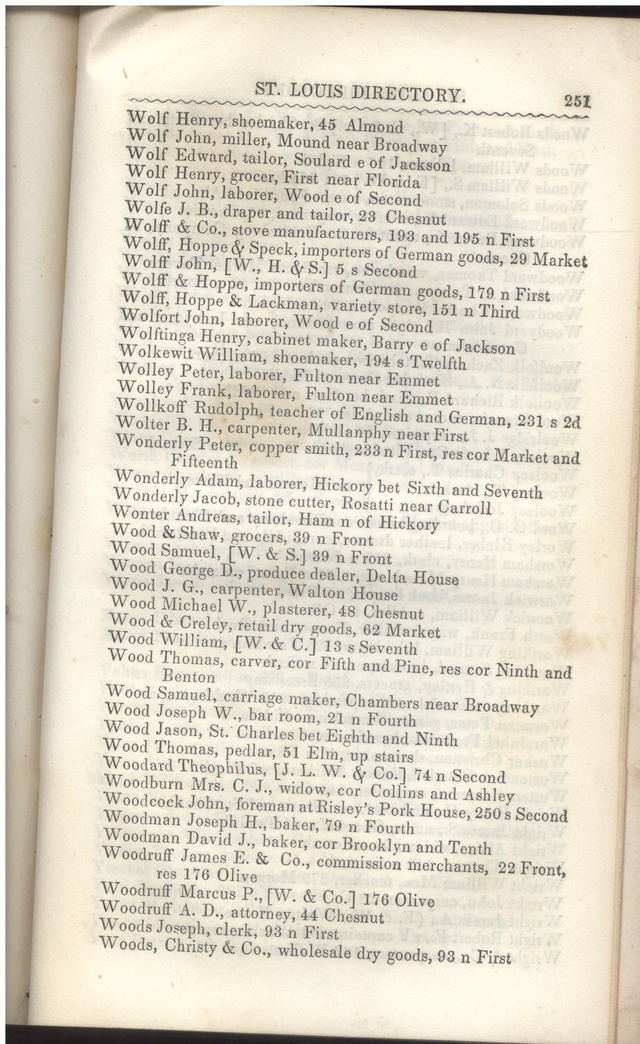 ST. LOUIS DIRECTORY. 251
Wolf Henry, shoemaker, 45 Almond
Wolf John, miller, Mound near Broadway
Wolf Edward, tailor, Soulard e of Jackson
Wolf Henry, grocer, First near Florida
Wolf John, laborer, Wood e of Second
Wolfe J. B., draper and tailor, 23 Chesnut
Wolff & Co., stove manufacturers, 193 and 195 n First
Wolff, Hoppe & Speck, importers of German goods, 29 Market
Wolff John, [W., H. & S.] 5 s Second
Wolff & Hoppe, importers of German goods, 179 n First
Wolff, Hoppe & Lackman, variety store, 151 n Third
Wolfort John, laborer, Wood e of Second
Wolftinga Henry, cabinet maker, Barry e of Jackson
Wolkewit William, shoemaker, 194 s Twelfth
Wolley Peter, laborer, Fulton near Emmet
Wolley Frank, laborer, Fulton near Emmet
Wollkoff Rudolph, teacher of English and German, 231 s 2d
Wolter B. H., carpenter, Mullanphy near First
Wonderly Peter, copper smith, 233 n First, res cor Market and
Fifteenth
Wonderly Adam, laborer, Hickory bet Sixth and Seventh
Wonderly Jacob, stone cutter, Rosatti near Carroll
Wonter Andreas, tailor, Ham n of Hickory
Wood & Shaw, grocers, 39 n Front
Wood Samuel, [W. & S.] 39 n Front
Wood George D., produce dealer, Delta House
Wood J. G., carpenter, Walton House
Wood Michael W., plasterer, 48 Chesnut
Wood & Creley, retail dry goods, 62 Market
Wood William, [W. & C.] 13 s Seventh
Wood Thomas, carver, cor Fifth and Pine, res cor Ninth and
Benton
Wood Samuel, carriage maker, Chambers near Broadway
Wood Joseph W., bar room, 21 n Fourth
Wood Jason, St. Charles bet Eighth and Ninth
Wood Thomas, pedlar, 51 Elm, up stairs
Woodard Theophilus, [J. L. W. & Co.] 74 n Second
Woodburn Mrs. C. J., widow, cor Collins and Ashley
Woodcock John, foreman at Risley's Pork House, 250 s Second
Woodman Joseph H., baker, 79 n Fourth
Woodman David J., baker, cor Brooklyn and Tenth
Woodruff James E. & Co., commission merchants, 22 Front,
res 176 Olive
Woodruff Marcus P., [W. & Co.] 176 Olive
Woodruff A. D., attorney, 44 Chesnut
Woods Joseph, clerk, 93 n First
Woods, Christy & Co., wholesale dry goods, 93 n First